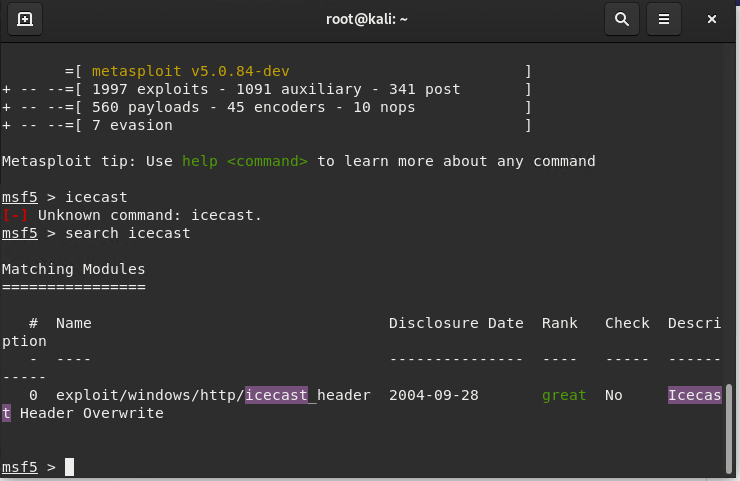 root@kali: ~
=[ metasploit v5.0.84-dev ]
+ -- --=[ 1997 exploits - 1091 auxiliary - 341 post ]
+ -- --=[ 560 payloads - 45 encoders - 10 nops ]
+ -- --=[ 7 evasion ]
Metasploit tip: Use help <command> to learn more about any command
msf5 > icecast
[-] Unknown command: icecast.
msf5 > search icecast
Matching Modules
================
# Name Disclosure Date Rank Check Descri
ption
- ---- --------------- ---- ----- ------
-----
0 exploit/windows/http/icecast_header 2004-09-28 great No Icecas
t Header Overwrite
msf5 >